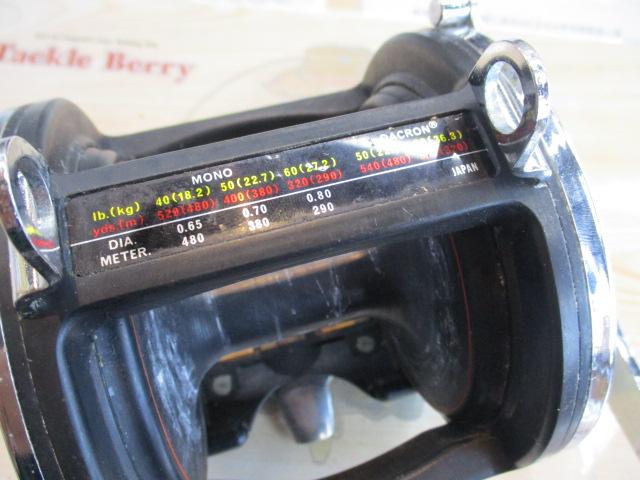 Tackle Berry
MONO DACRON®
lb.(kg) 40(18.2) 50(22.7) 60(27.2)
yds(m) 520(480) 400(380) 320(290) 540(480)
DIA. 0.65 0.70 0.80 JAPAN
METER. 480 380 290